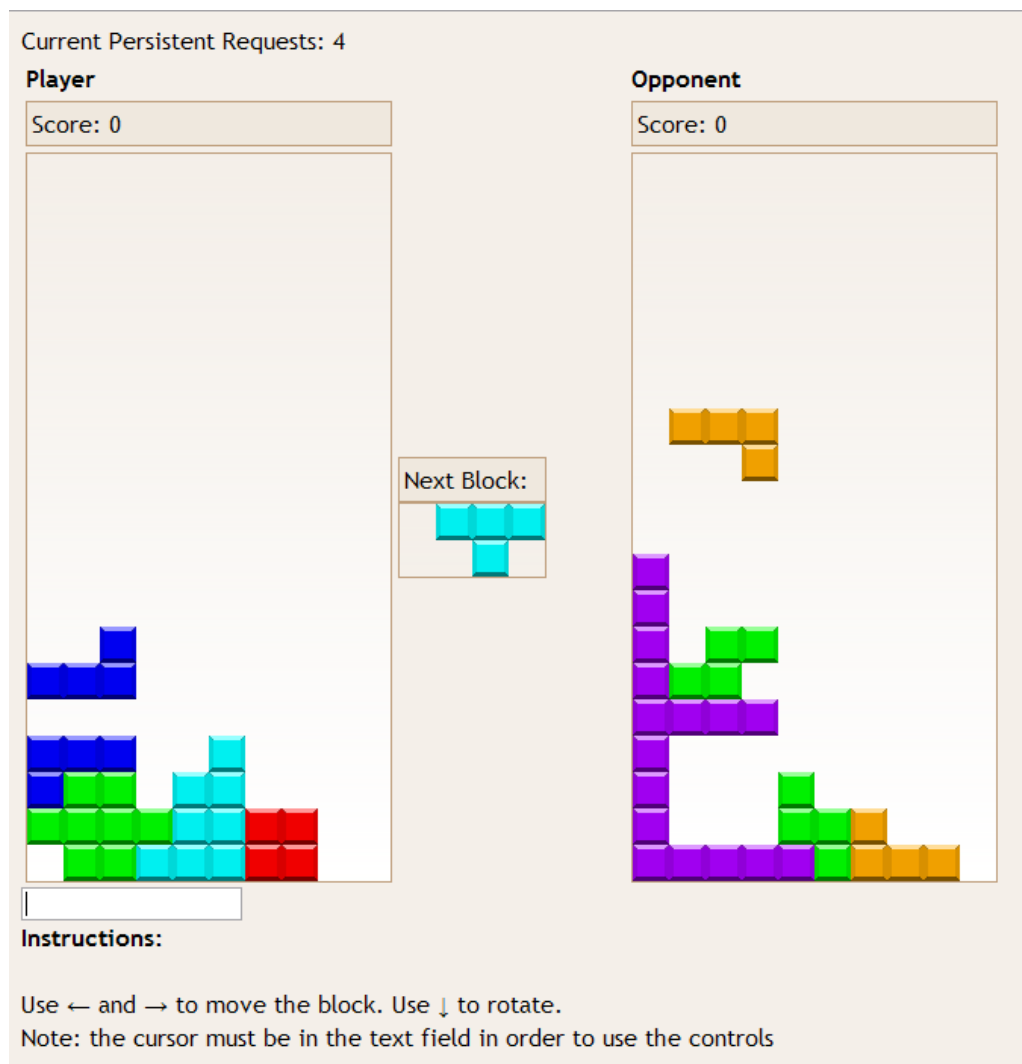 Current Persistent Requests: 4
Player
Opponent
Score: 0
Score: 0
Next Block:
Instructions:
Use ← and → to move the block. Use ↓ to rotate.
Note: the cursor must be in the text field in order to use the controls